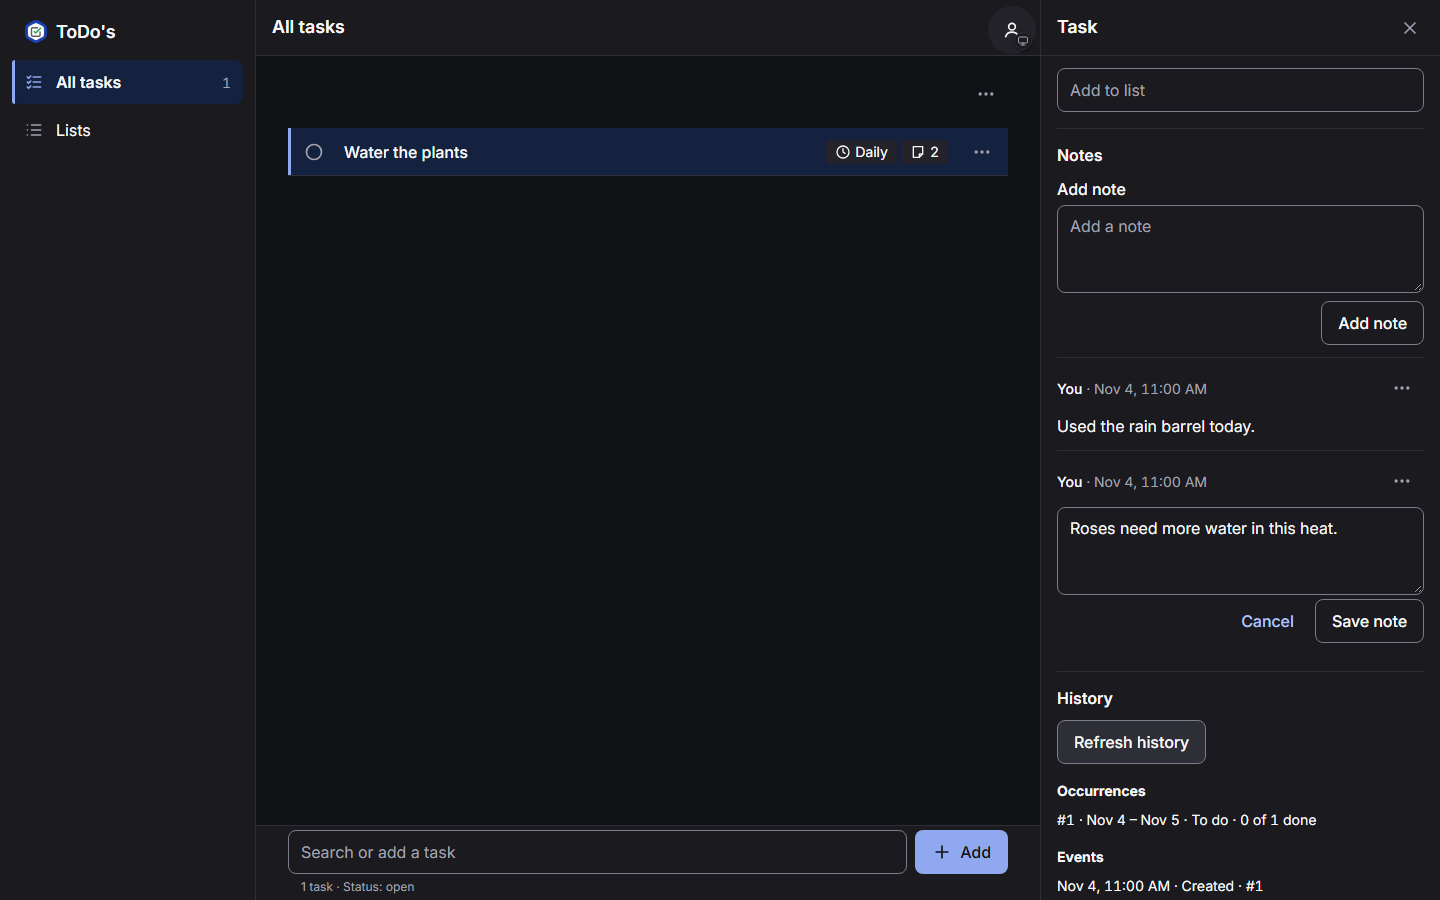 ToDo's
All tasks 1
Lists
All tasks
Water the plants Daily 2
Search or add a task
Add
1 task · Status: open
Task
Add to list
Notes
Add note
Add a note
Add note
You · Nov 4, 11:00 AM
Used the rain barrel today.
You · Nov 4, 11:00 AM
Roses need more water in this heat.
Cancel Save note
History
Refresh history
Occurrences
#1 · Nov 4 – Nov 5 · To do · 0 of 1 done
Events
Nov 4, 11:00 AM · Created · #1